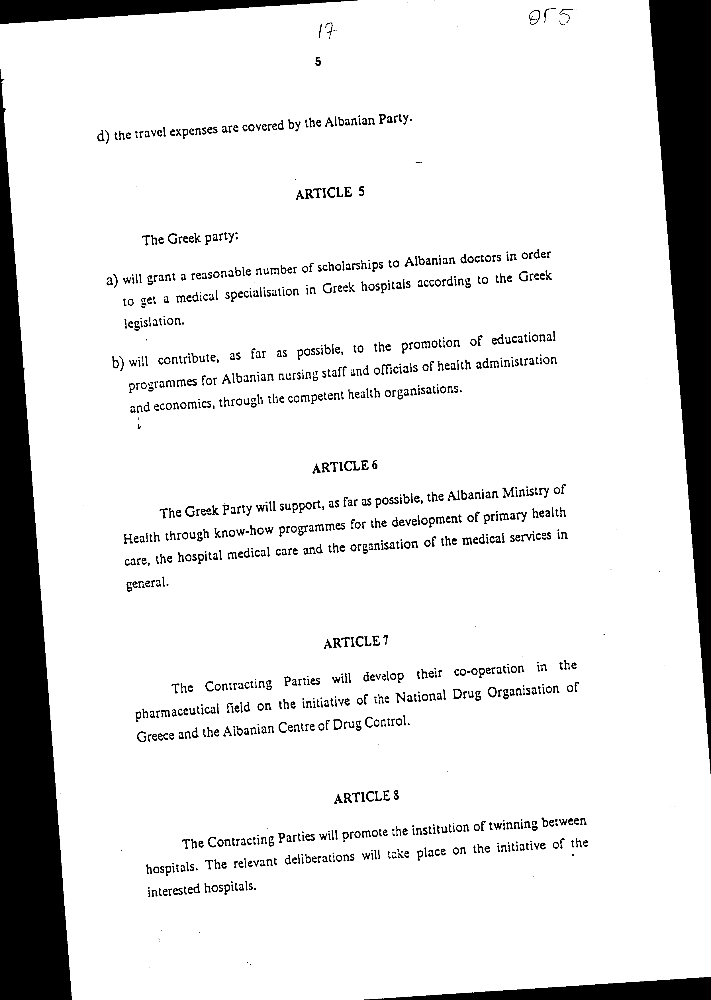 17
5
d) the travel expenses are covered by the Albanian Party.
ARTICLE 5
The Greek party:
a) will grant a reasonable number of scholarships to Albanian doctors in order
to get a medical specialisation in Greek hospitals according to the Greek
legislation.
b) will contribute, as far as possible, to the promotion of educational
programmes for Albanian nursing staff and officials of health administration
and economics, through the competent health organisations.
ARTICLE 6
The Greek Party will support, as far as possible, the Albanian Ministry of
Health through know-how programmes for the development of primary health
care, the hospital medical care and the organisation of the medical services in
general.
ARTICLE 7
The Contracting Parties will develop their co-operation in the
pharmaceutical field on the initiative of the National Drug Organisation of
Greece and the Albanian Centre of Drug Control.
ARTICLE 8
The Contracting Parties will promote the institution of twinning between
hospitals. The relevant deliberations will take place on the initiative of the
interested hospitals.